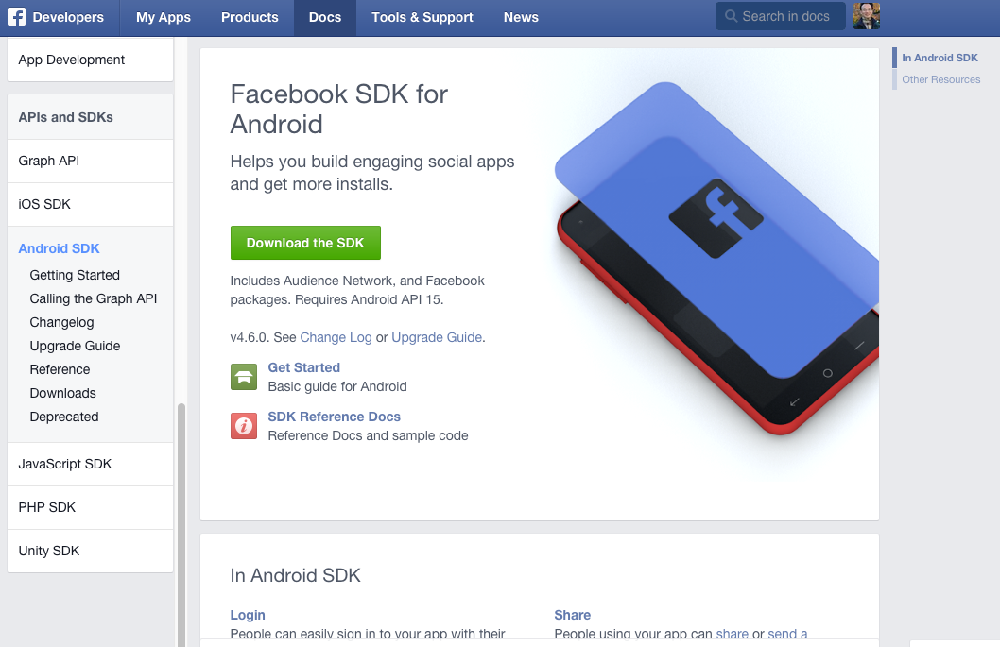 Developers
My Apps
Products
Docs
Tools & Support
News
Search in docs
App Development
APIs and SDKs
Graph API
iOS SDK
Android SDK
Getting Started
Calling the Graph API
Changelog
Upgrade Guide
Reference
Downloads
Deprecated
JavaScript SDK
PHP SDK
Unity SDK
Facebook SDK for
Android
Helps you build engaging social apps
and get more installs.
Download the SDK
Includes Audience Network, and Facebook
packages. Requires Android API 15.
v4.6.0. See Change Log or Upgrade Guide.
Get Started
Basic guide for Android
SDK Reference Docs
Reference Docs and sample code
In Android SDK
Login
People can easily sign in to your app with their
Share
People using your app can share or send a
In Android SDK
Other Resources